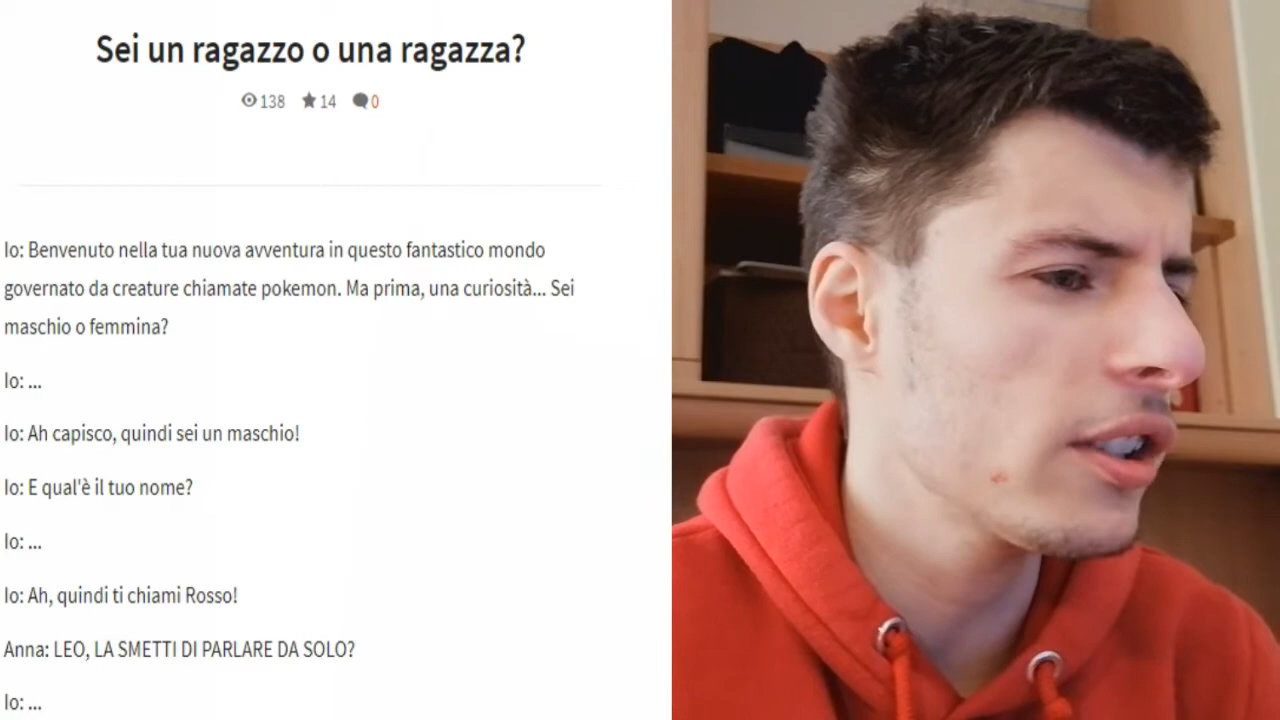 Sei un ragazzo o una ragazza?
138 14 0
Io: Benvenuto nella tua nuova avventura in questo fantastico mondo
governato da creature chiamate pokemon. Ma prima, una curiosità... Sei
maschio o femmina?
Io: ...
Io: Ah capisco, quindi sei un maschio!
Io: E qual'è il tuo nome?
Io: ...
Io: Ah, quindi ti chiami Rosso!
Anna: LEO, LA SMETTI DI PARLARE DA SOLO?
Io: ...